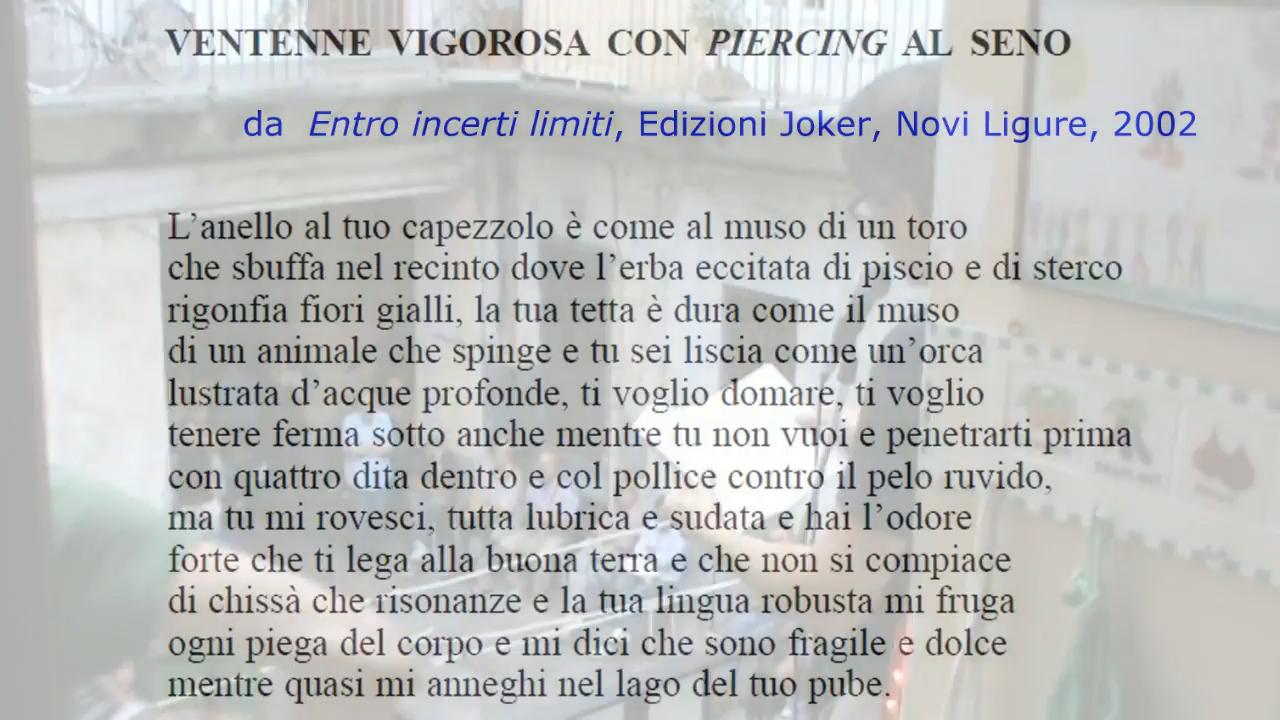 VENTENNE VIGOROSA CON PIERCING AL SENO
da Entro incerti limiti, Edizioni Joker, Novi Ligure, 2002
L’anello al tuo capezzolo è come al muso di un toro
che sbuffa nel recinto dove l’erba eccitata di piscio e di sterco
rigonfia fiori gialli, la tua tetta è dura come il muso
di un animale che spinge e tu sei liscia come un’orca
lustrata d’acque profonde, ti voglio domare, ti voglio
tenere ferma sotto anche mentre tu non vuoi e penetrarti prima
con quattro dita dentro e col pollice contro il pelo ruvido,
ma tu mi rovesci, tutta lubrica e sudata e hai l’odore
forte che ti lega alla buona terra e che non si compiace
di chissà che risonanze e la tua lingua robusta mi fruga
ogni piega del corpo e mi dici che sono fragile e dolce
mentre quasi mi anneghi nel lago del tuo pube.